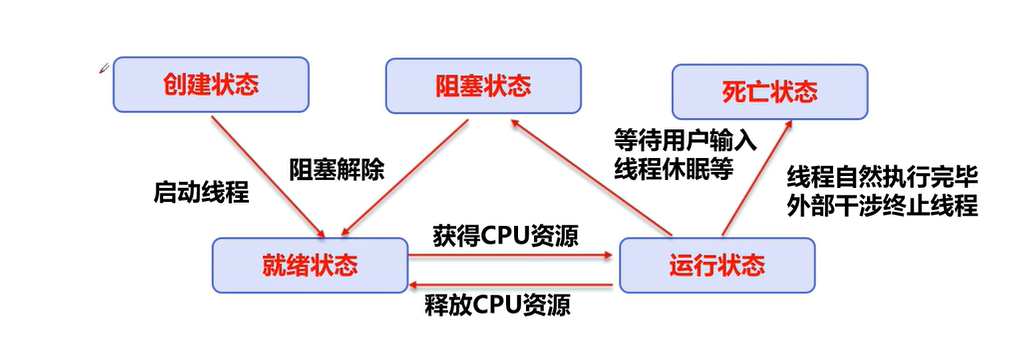 创建状态
阻塞状态
死亡状态
等待用户输入
线程休眠等
阻塞解除
启动线程
线程自然执行完毕
外部干涉终止线程
获得CPU资源
就绪状态
运行状态
释放CPU资源